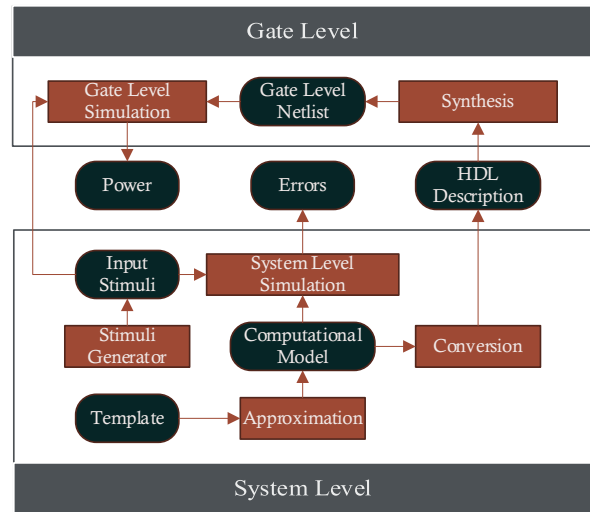 Gate Level
Gate Level
Simulation
Gate Level
Netlist
Synthesis
Power
Errors
HDL
Description
Input
Stimuli
System Level
Simulation
Stimuli
Generator
Computational
Model
Conversion
Template
Approximation
System Level